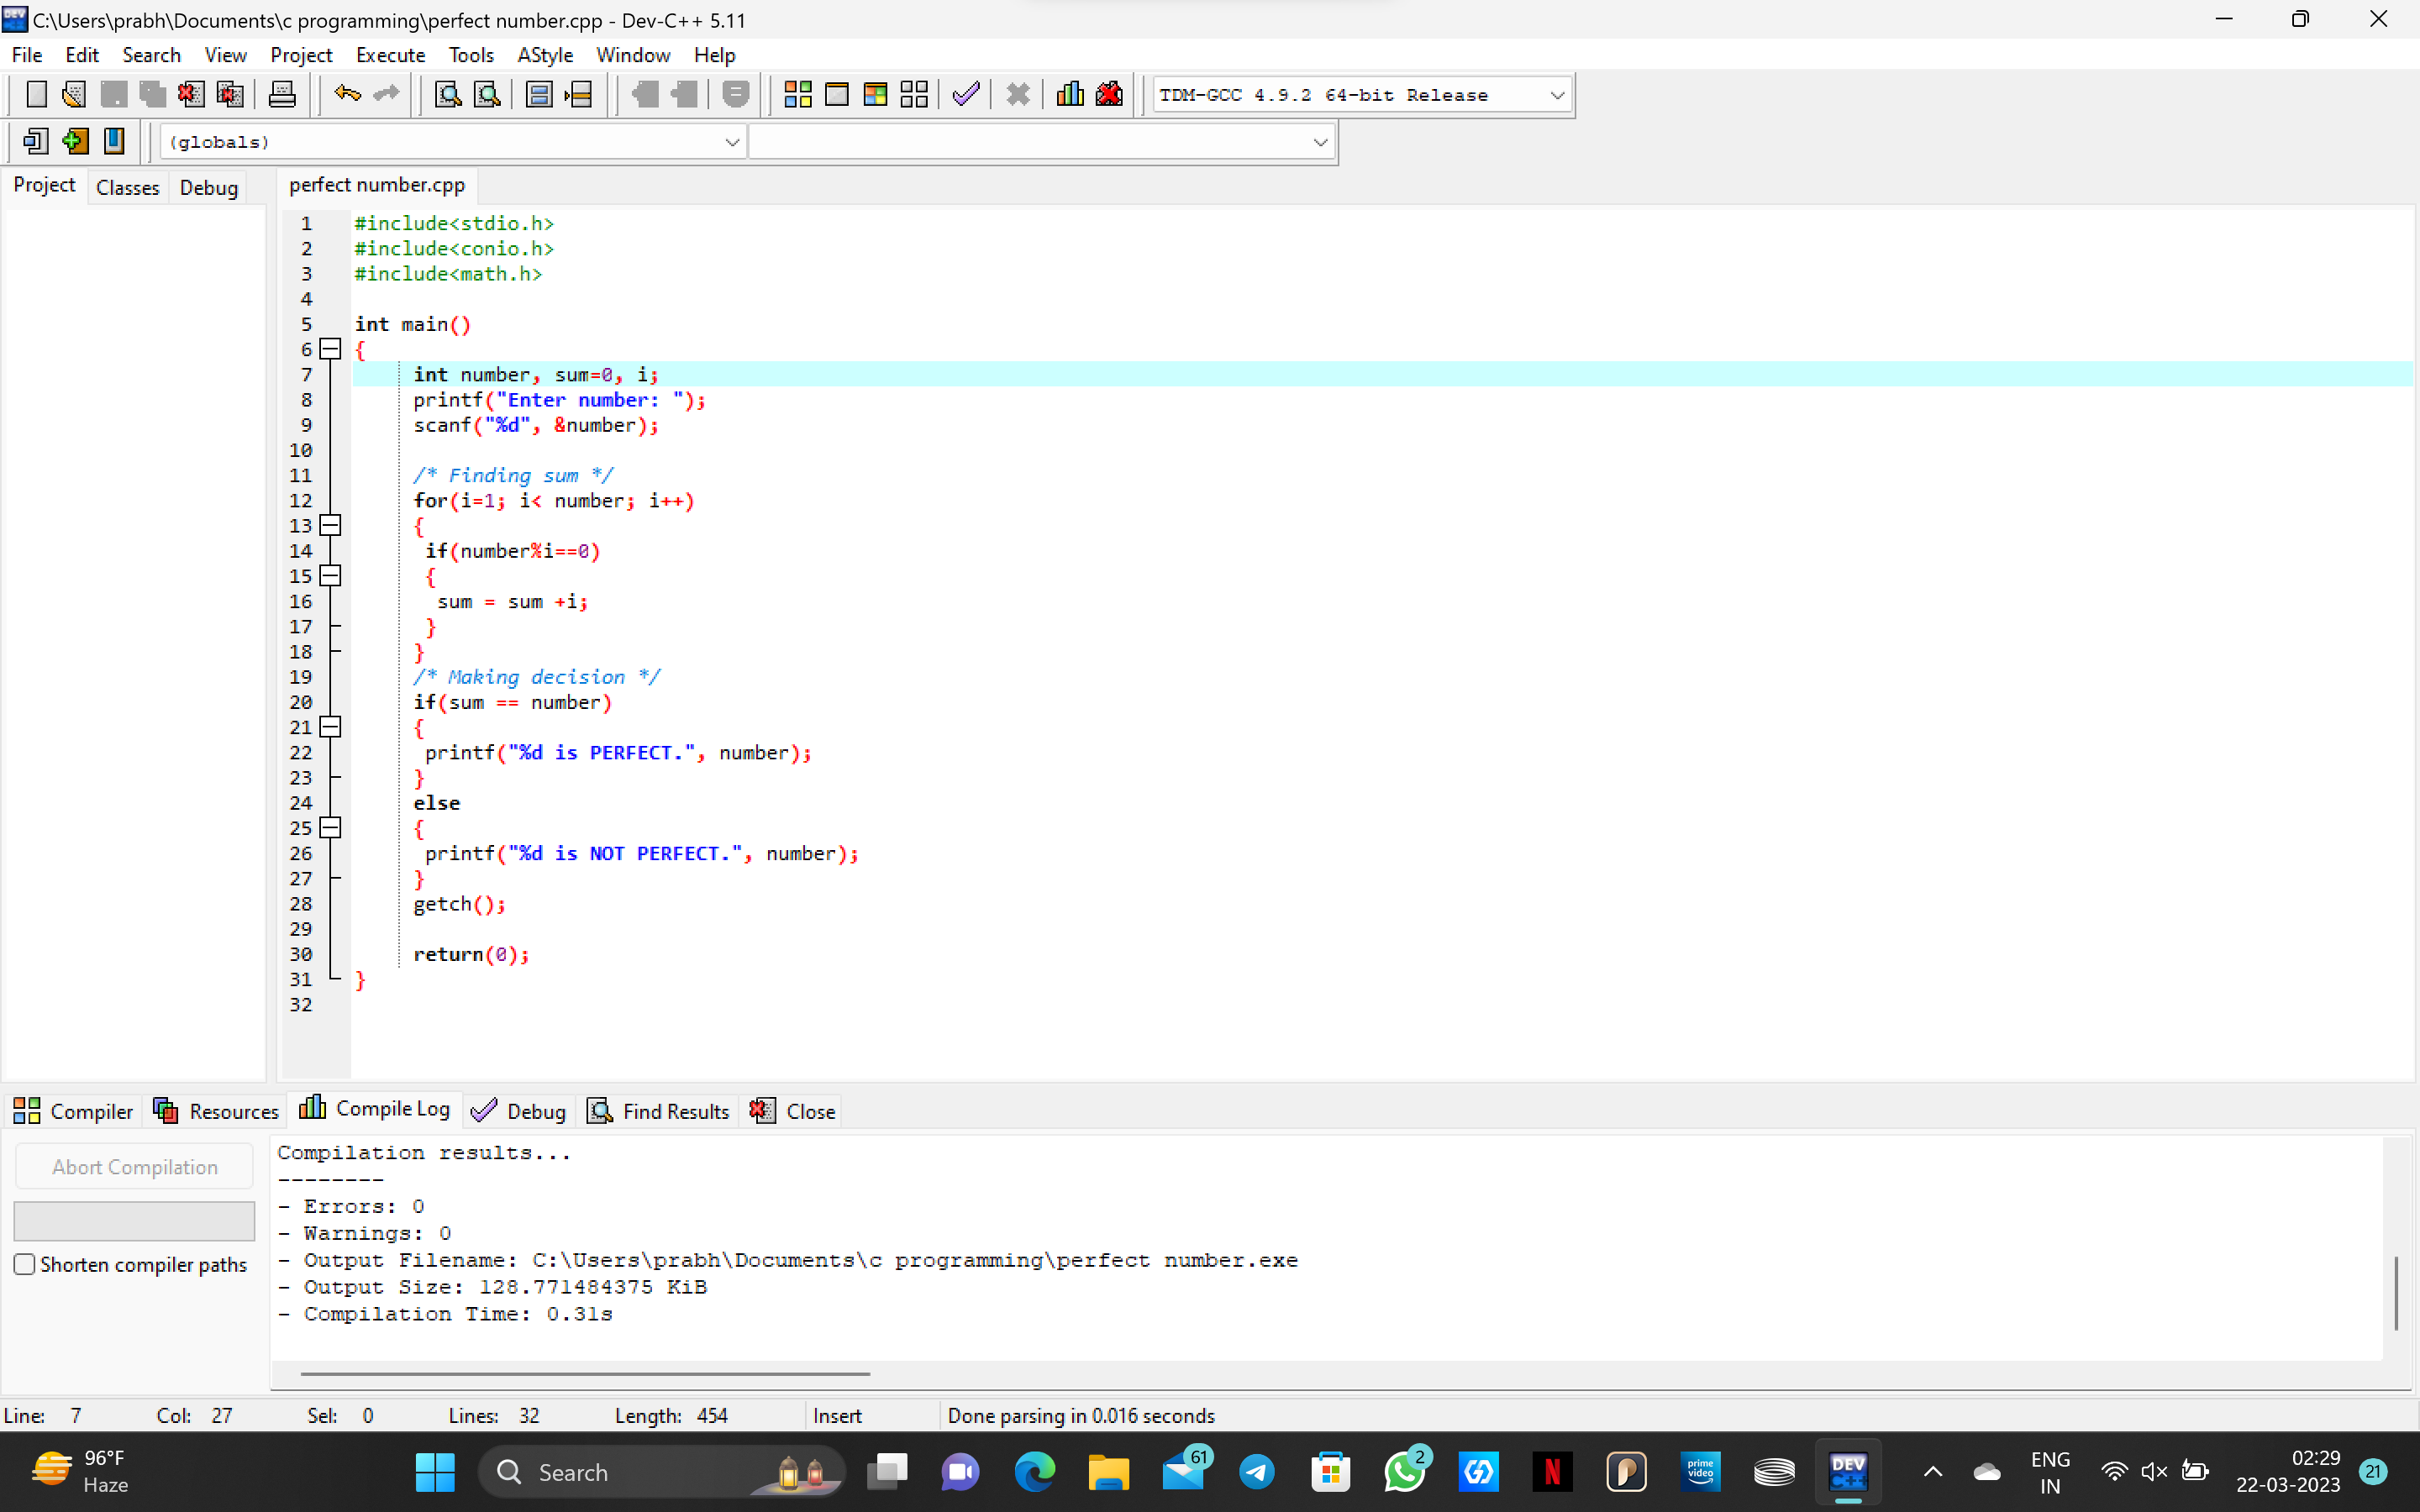 C:\Users\prabh\Documents\c programming\perfect number.cpp - Dev-C++ 5.11
File Edit Search View Project Execute Tools AStyle Window Help
TDM-GCC 4.9.2 64-bit Release
(globals)
Project Classes Debug
perfect number.cpp
1 #include<stdio.h>
2 #include<conio.h>
3 #include<math.h>
4
5 int main()
6 {
7 int number, sum=0, i;
8 printf("Enter number: ");
9 scanf("%d", &number);
10
11 /* Finding sum */
12 for(i=1; i< number; i++)
13 {
14 if(number%i==0)
15 {
16 sum = sum +i;
17 }
18 }
19 /* Making decision */
20 if(sum == number)
21 {
22 printf("%d is PERFECT.", number);
23 }
24 else
25 {
26 printf("%d is NOT PERFECT.", number);
27 }
28 getch();
29
30 return(0);
31 }
32
Compiler Resources Compile Log Debug Find Results Close
Abort Compilation
Shorten compiler paths
Compilation results...
--------
- Errors: 0
- Warnings: 0
- Output Filename: C:\Users\prabh\Documents\c programming\perfect number.exe
- Output Size: 128.771484375 KiB
- Compilation Time: 0.31s
Line: 7 Col: 27 Sel: 0 Lines: 32 Length: 454 Insert Done parsing in 0.016 seconds
96°F
Haze
Search
61
2
N
P
prime video
DEV C++
ENG
IN
02:29
22-03-2023
21